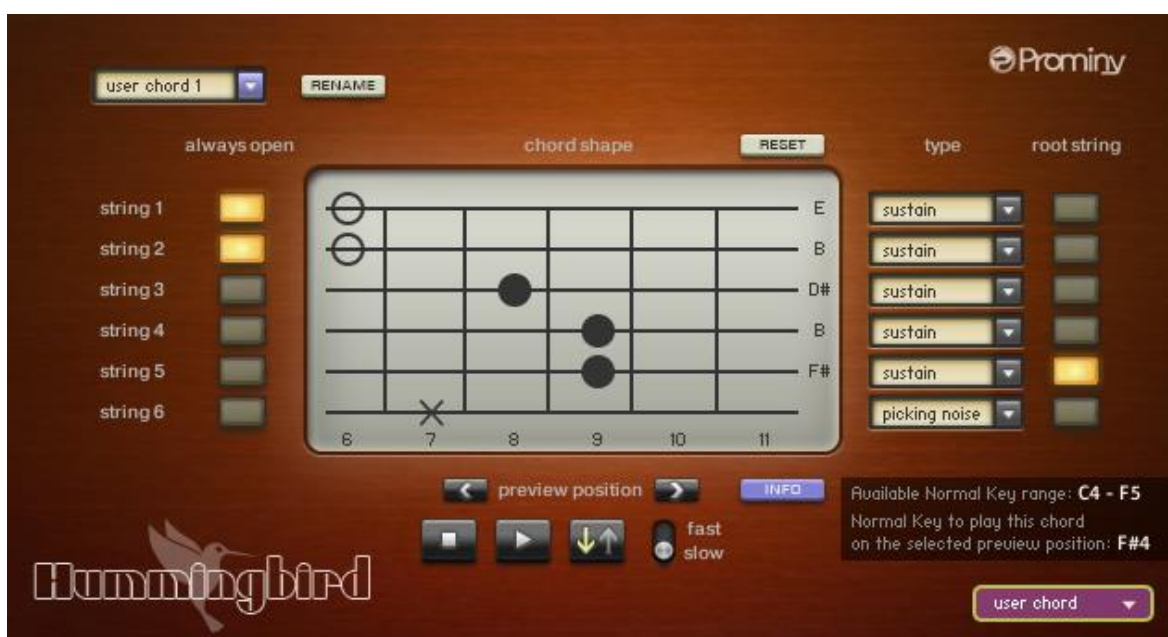 Prominy
user chord 1 RENAME
always open chord shape RESET type root string
string 1 E sustain
string 2 B sustain
string 3 D# sustain
string 4 B sustain
string 5 F# sustain
string 6 picking noise
6 7 8 9 10 11
preview position INFO Available Normal Key range: C4 - F5
Normal Key to play this chord
on the selected preview position: F#4
fast
slow
Hummingbird
user chord